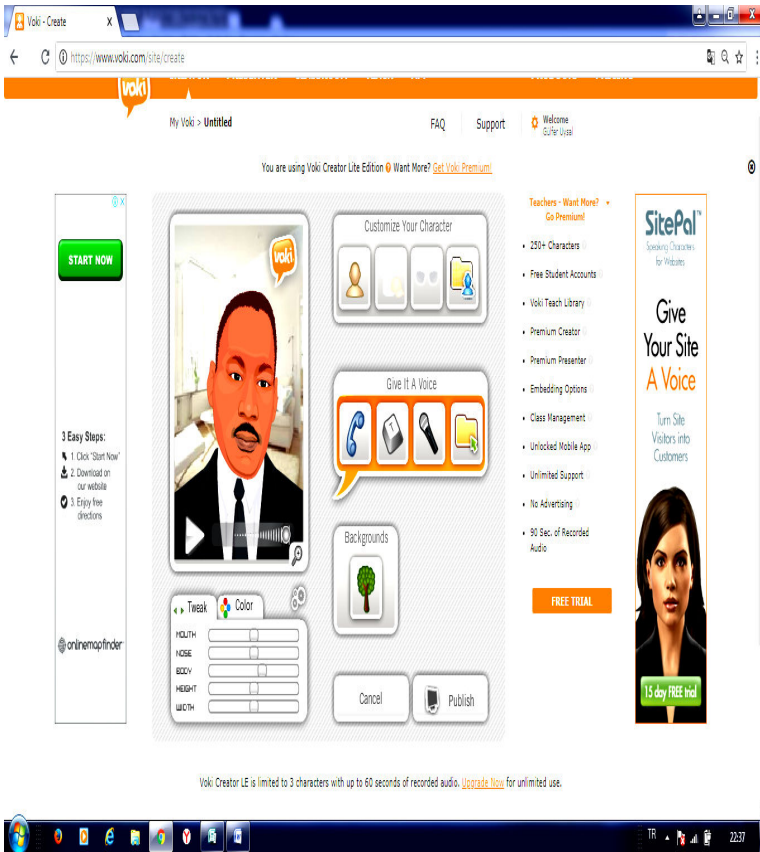 Voki - Create
https://www.voki.com/site/create
voki
My Voki > Untitled
FAQ
Support
Welcome
Gülfer Uysal
You are using Voki Creator Lite Edition Want More? Get Voki Premium!
START NOW
3 Easy Steps:
1. Click "Start Now"
2. Download on
our website
3. Enjoy free
directions
onlinemapfinder
voki
Tweak
Color
MOUTH
NOSE
BODY
HEIGHT
WIDTH
Customize Your Character
Give It A Voice
Backgrounds
Cancel
Publish
Teachers - Want More?
Go Premium!
250+ Characters
Free Student Accounts
Voki Teach Library
Premium Creator
Premium Presenter
Embedding Options
Class Management
Unlocked Mobile App
Unlimited Support
No Advertising
90 Sec. of Recorded
Audio
FREE TRIAL
SitePal™
Speaking Characters
for Websites
Give
Your Site
A Voice
Turn Site
Visitors into
Customers
15 day FREE trial
Voki Creator LE is limited to 3 characters with up to 60 seconds of recorded audio. Upgrade Now for unlimited use.
TR
22:37